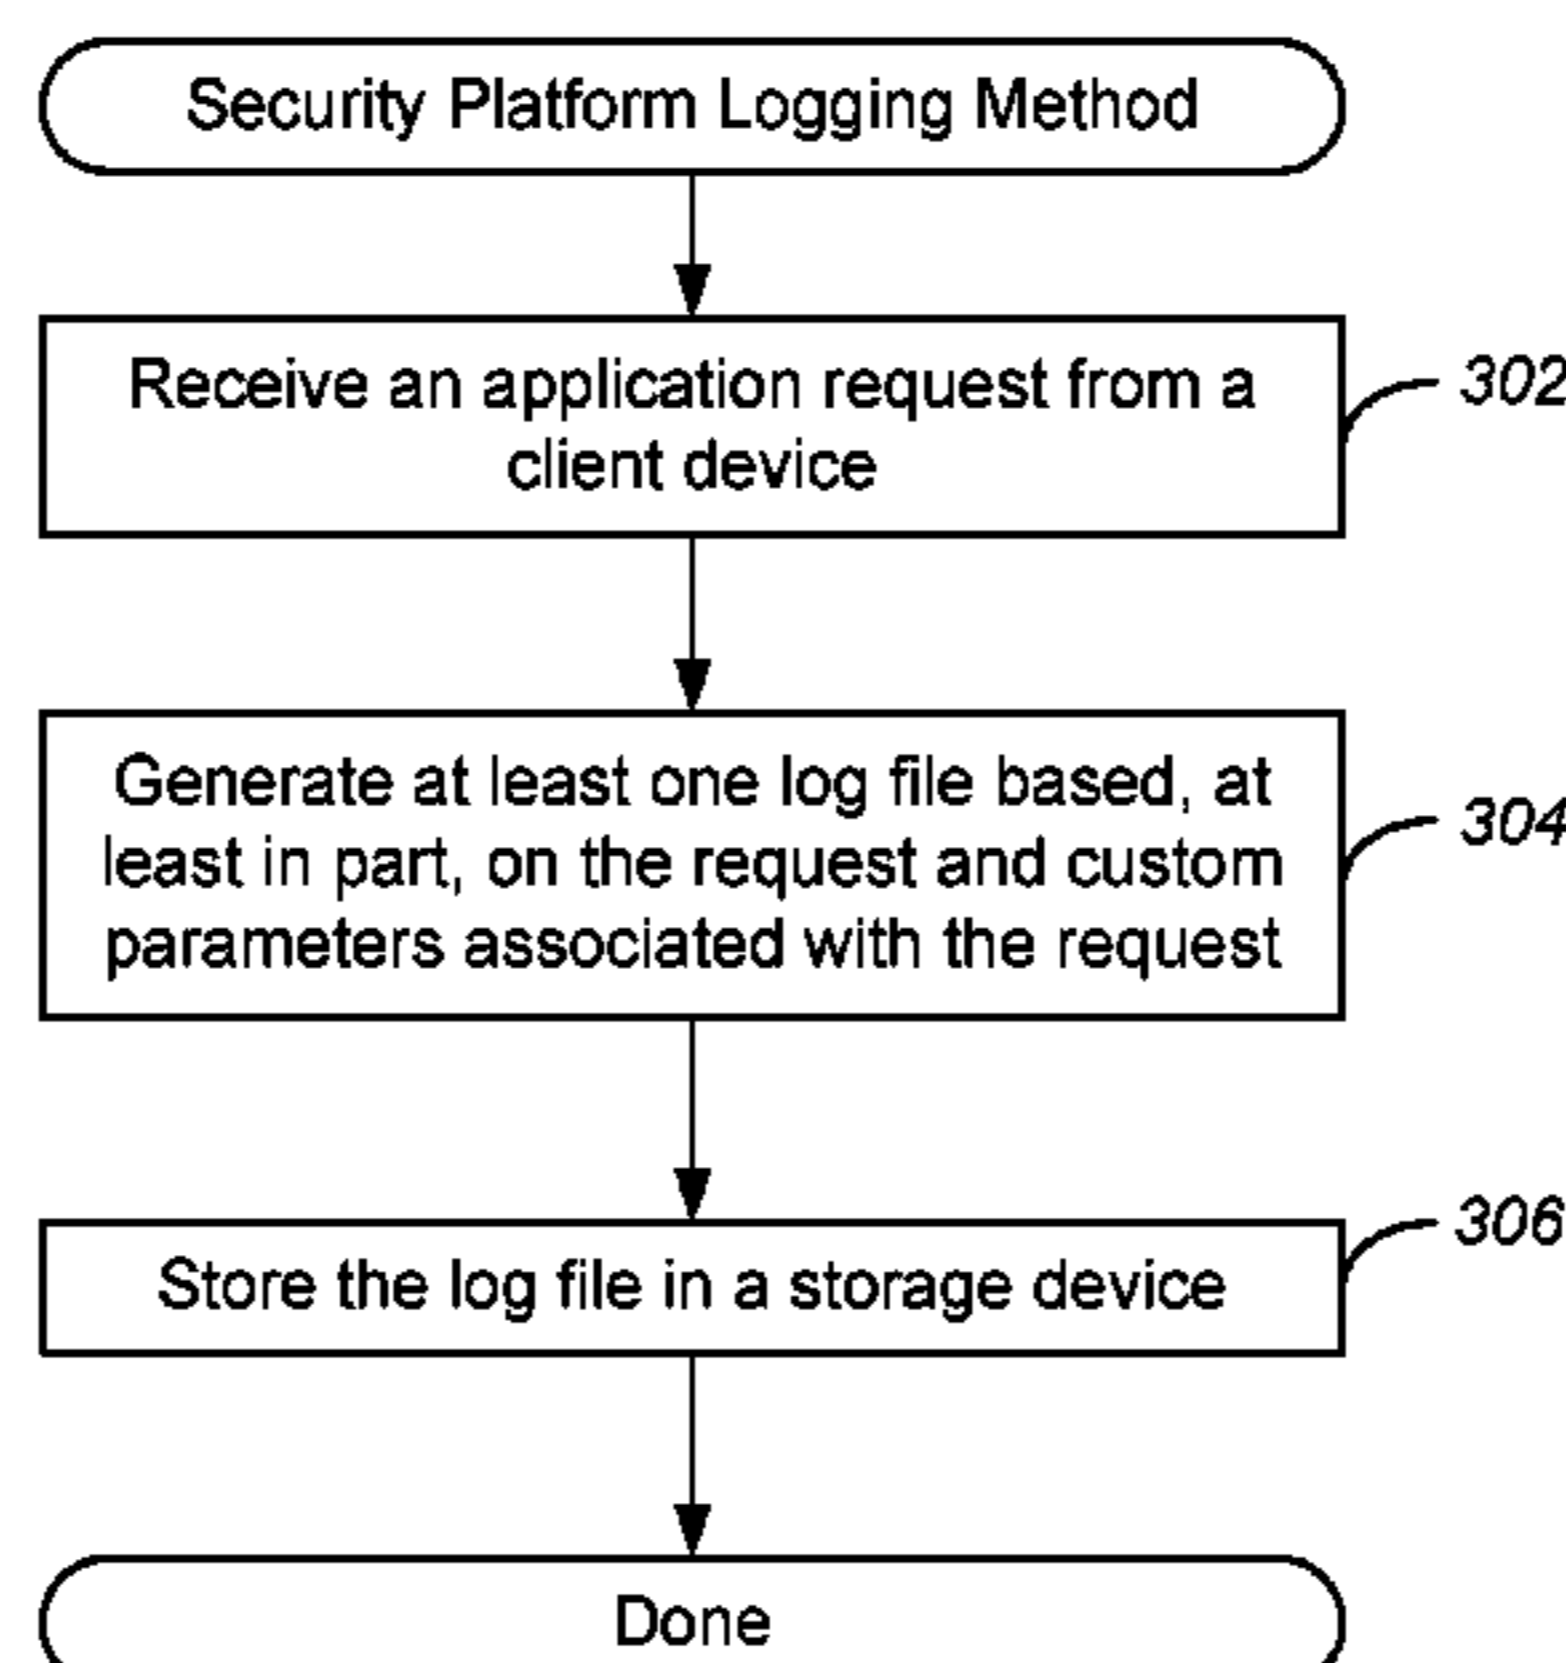 Security Platform Logging Method
Receive an application request from a
client device
302
Generate at least one log file based, at
least in part, on the request and custom
parameters associated with the request
304
Store the log file in a storage device
306
Done